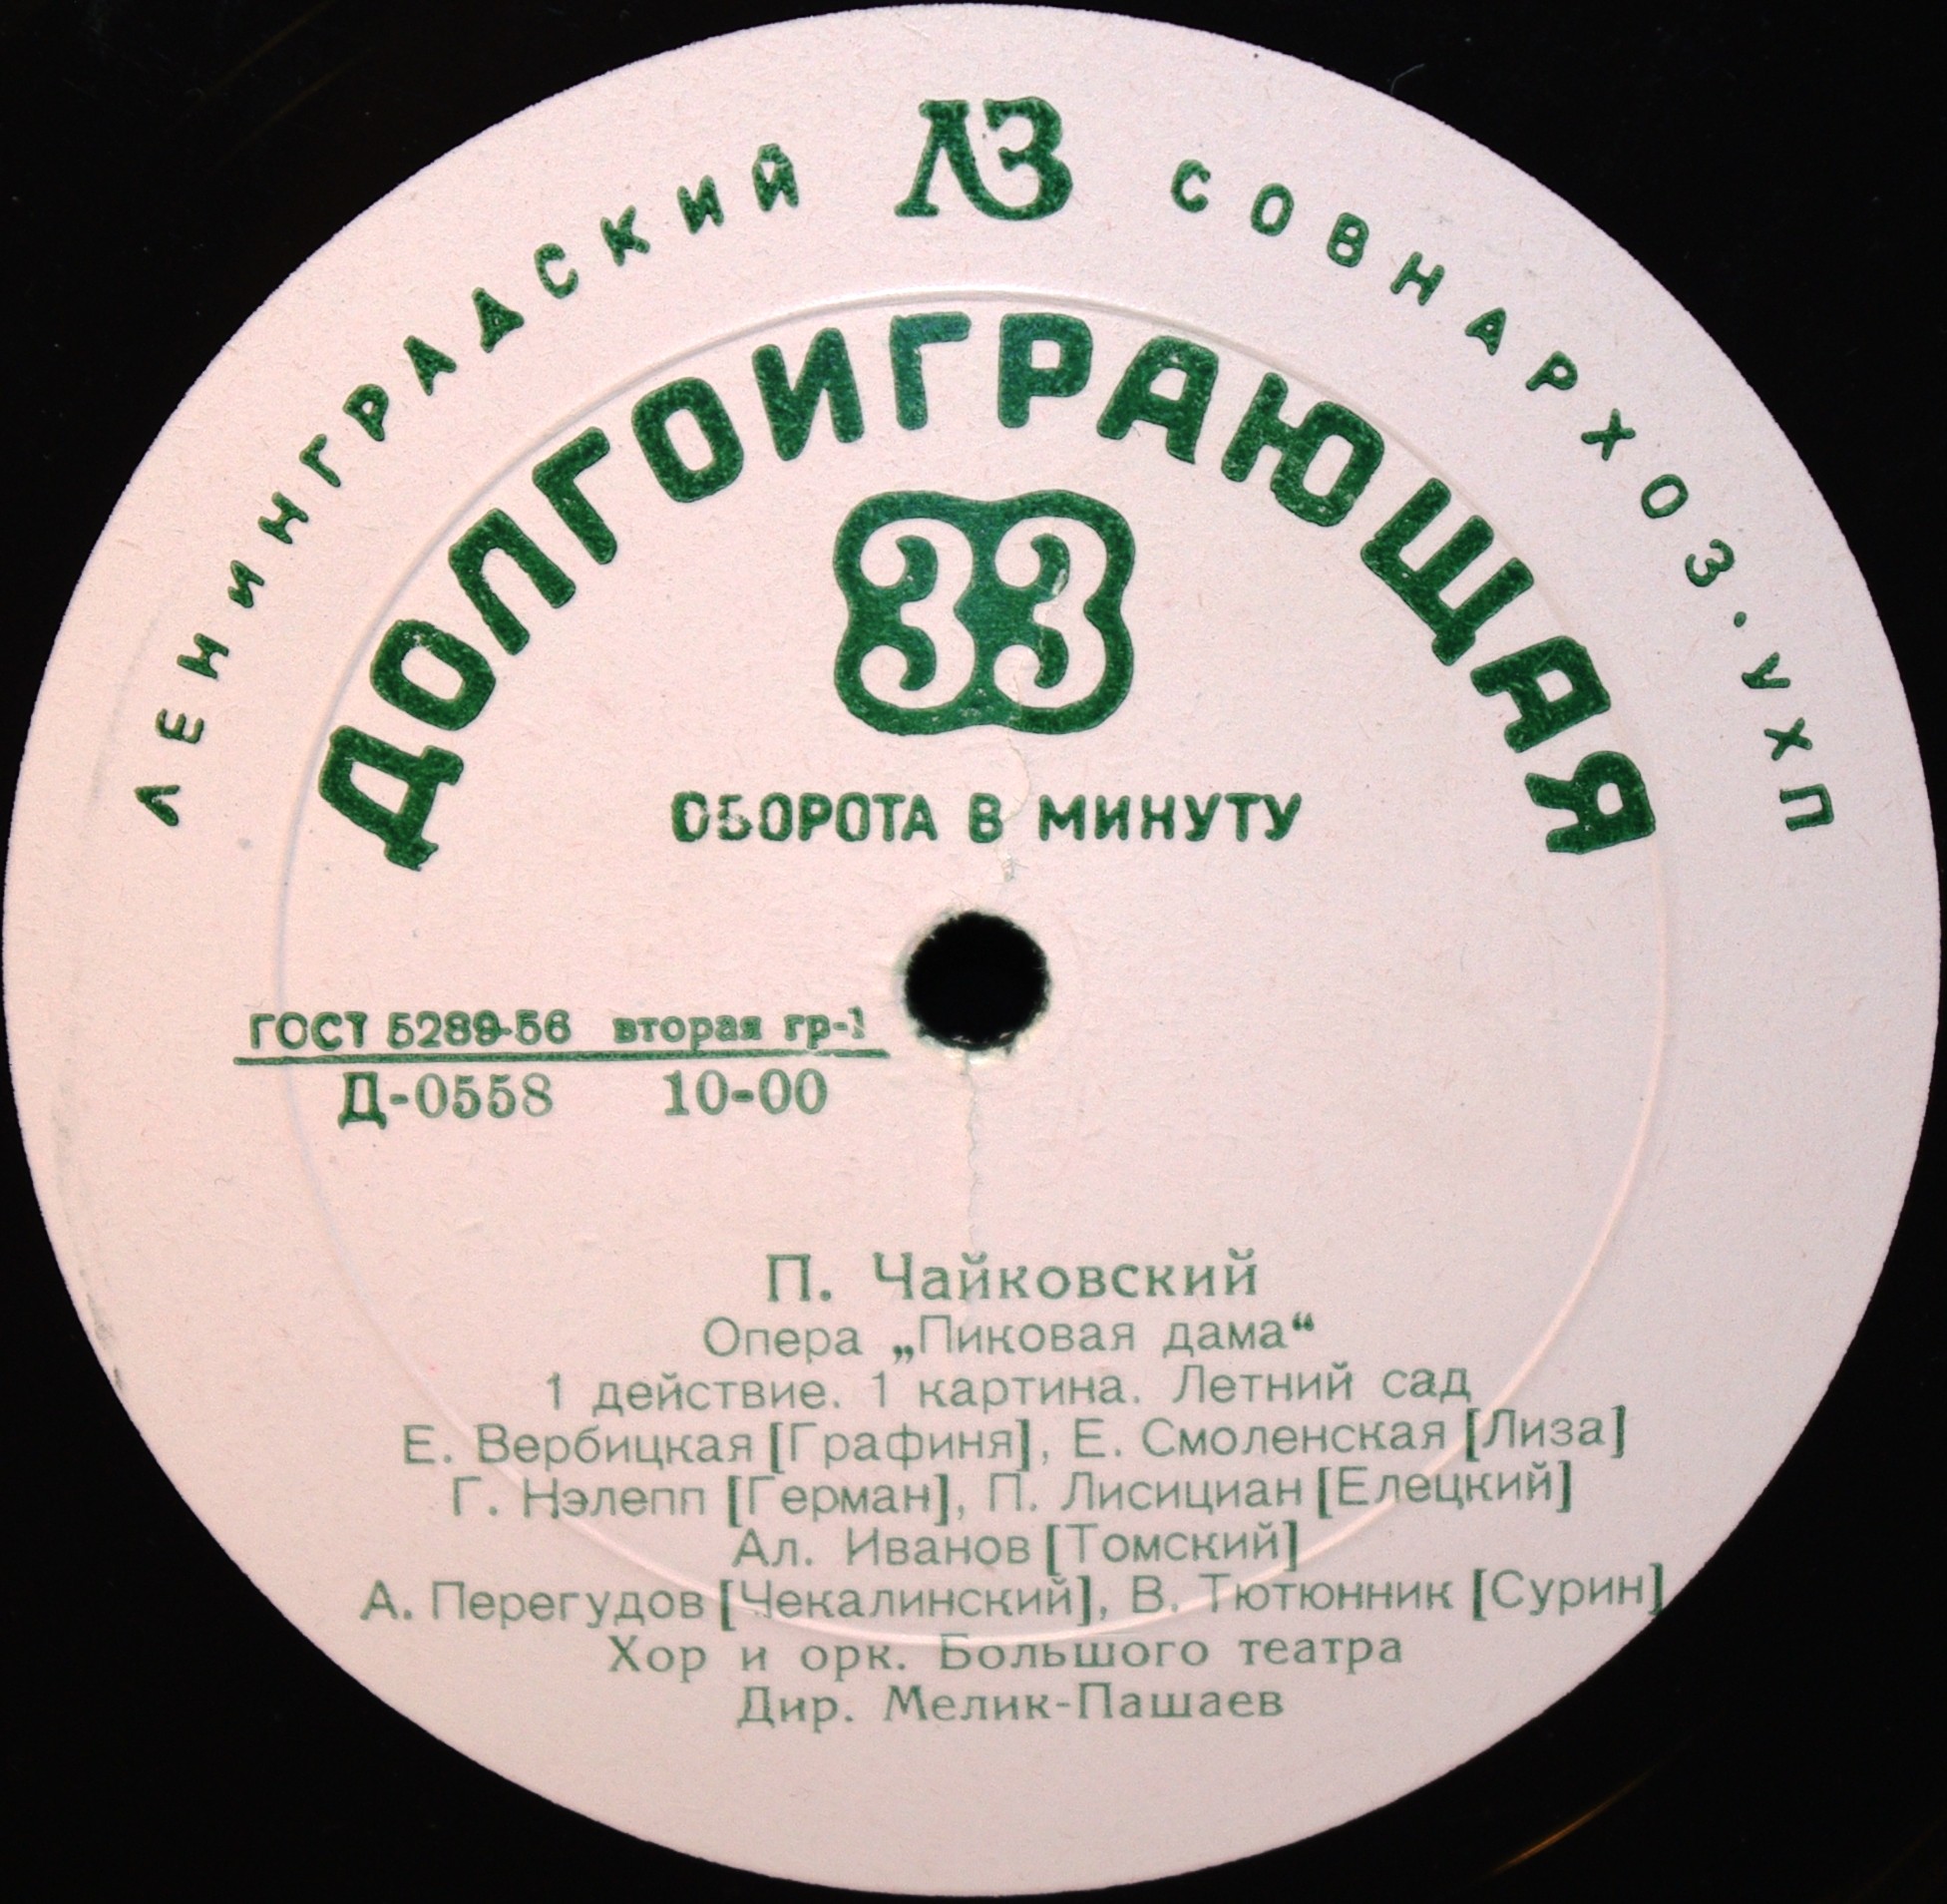 ЛЕНИНГРАДСКИЙ ЛЗ СОВНАРХОЗ. УХП
ДОЛГОИГРАЮЩАЯ
33
ОБОРОТА В МИНУТУ
ГОСТ 5289-56 вторая гр-1
Д-0558 10-00
П. Чайковский
Опера „Пиковая дама“
1 действие. 1 картина. Летний сад
Е. Вербицкая [Графиня], Е. Смоленская [Лиза]
Г. Нэлепп [Герман], П. Лисициан [Елецкий]
Ал. Иванов [Томский]
А. Перегудов [Чекалинский], В. Тютюнник [Сурин]
Хор и орк. Большого театра
Дир. Мелик-Пашаев